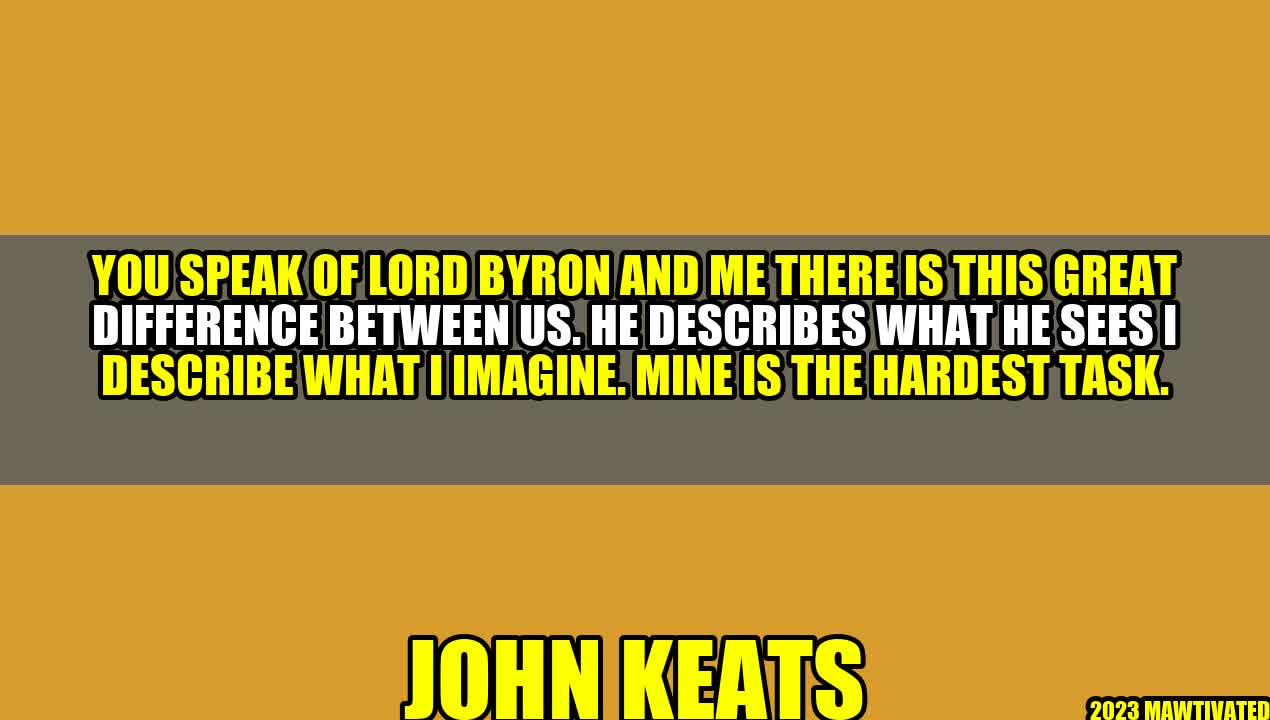 YOU SPEAK OF LORD BYRON AND ME THERE IS THIS GREAT
DIFFERENCE BETWEEN US. HE DESCRIBES WHAT HE SEES I
DESCRIBE WHAT I IMAGINE. MINE IS THE HARDEST TASK.
JOHN KEATS
2023 MAWTIVATED